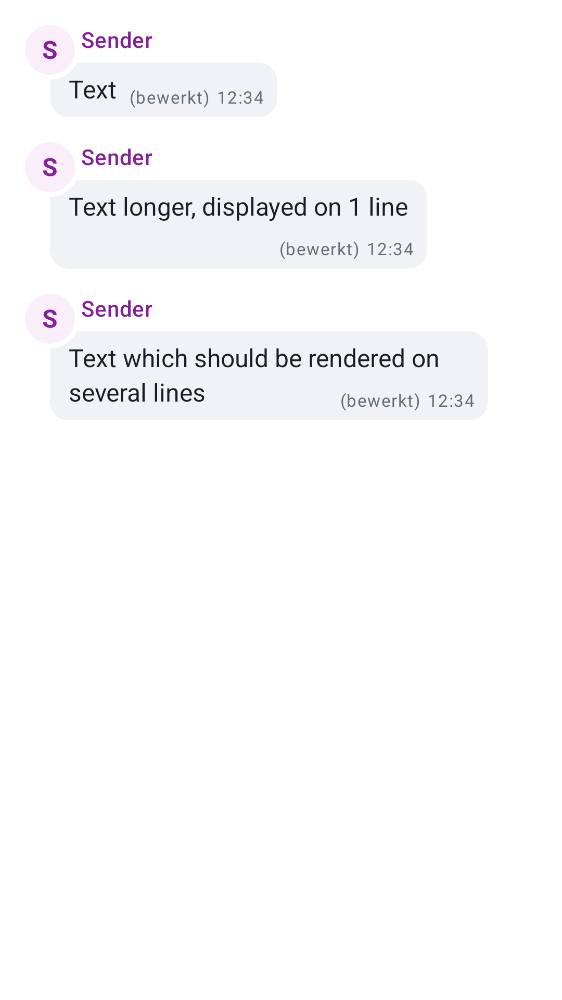 S Sender
Text (bewerkt) 12:34
S Sender
Text longer, displayed on 1 line
(bewerkt) 12:34
S Sender
Text which should be rendered on
several lines (bewerkt) 12:34